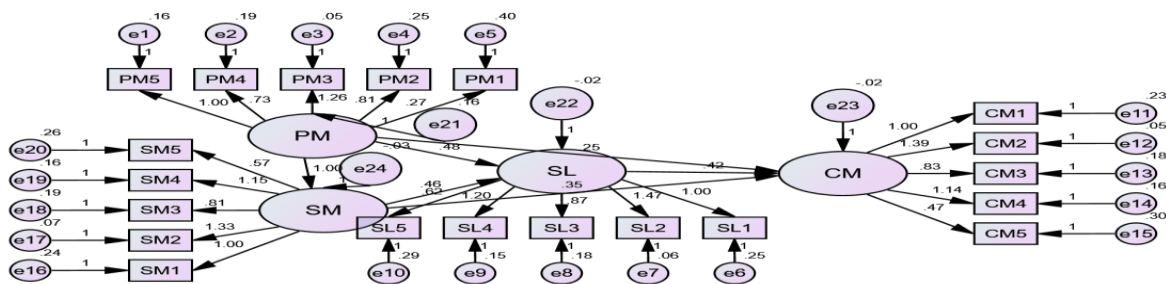 .16 .19 .05 .25 .40
e1 e2 e3 e4 e5
1 1 1 1 1
PM5 PM4 PM3 PM2 PM1
1.00 .73 1.26 .81 .27 .16
-.02
e22
1
-.02
e23
1
PM
1
e21
-.03 .48
.25
.42
1.00
e24
1
SL
CM
SM
.46
.62
.35
.26
e20 1 SM5 .57
.16
e19 1 SM4 1.15
.19
e18 1 SM3 .81
.07
e17 1 SM2 1.33
.24
e16 1 SM1 1.00
1.20 .87 1.47 1.00
SL5 SL4 SL3 SL2 SL1
1 1 1 1 1
.29 .15 .18 .06 .25
e10 e9 e8 e7 e6
.23
1.00 CM1 1 e11
.05
1.39 CM2 1 e12
.18
.83 CM3 1 e13
.16
1.14 CM4 1 e14
.30
.47 CM5 1 e15